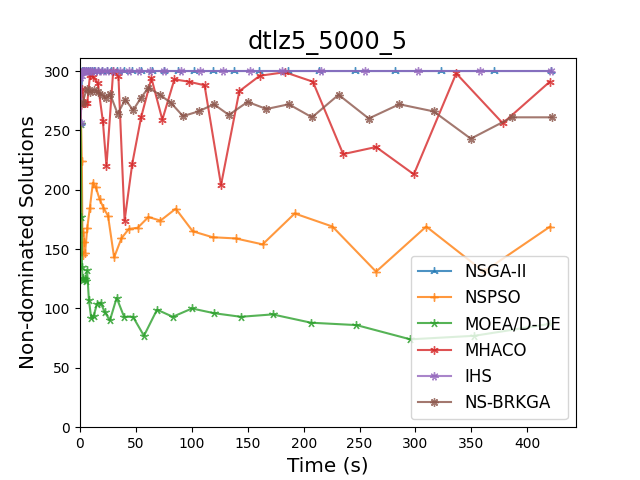 dtlz5_5000_5
300
250
200
150
100
50
0
Non-dominated Solutions
0 50 100 150 200 250 300 350 400
Time (s)
NSGA-II
NSPSO
MOEA/D-DE
MHACO
IHS
NS-BRKGA